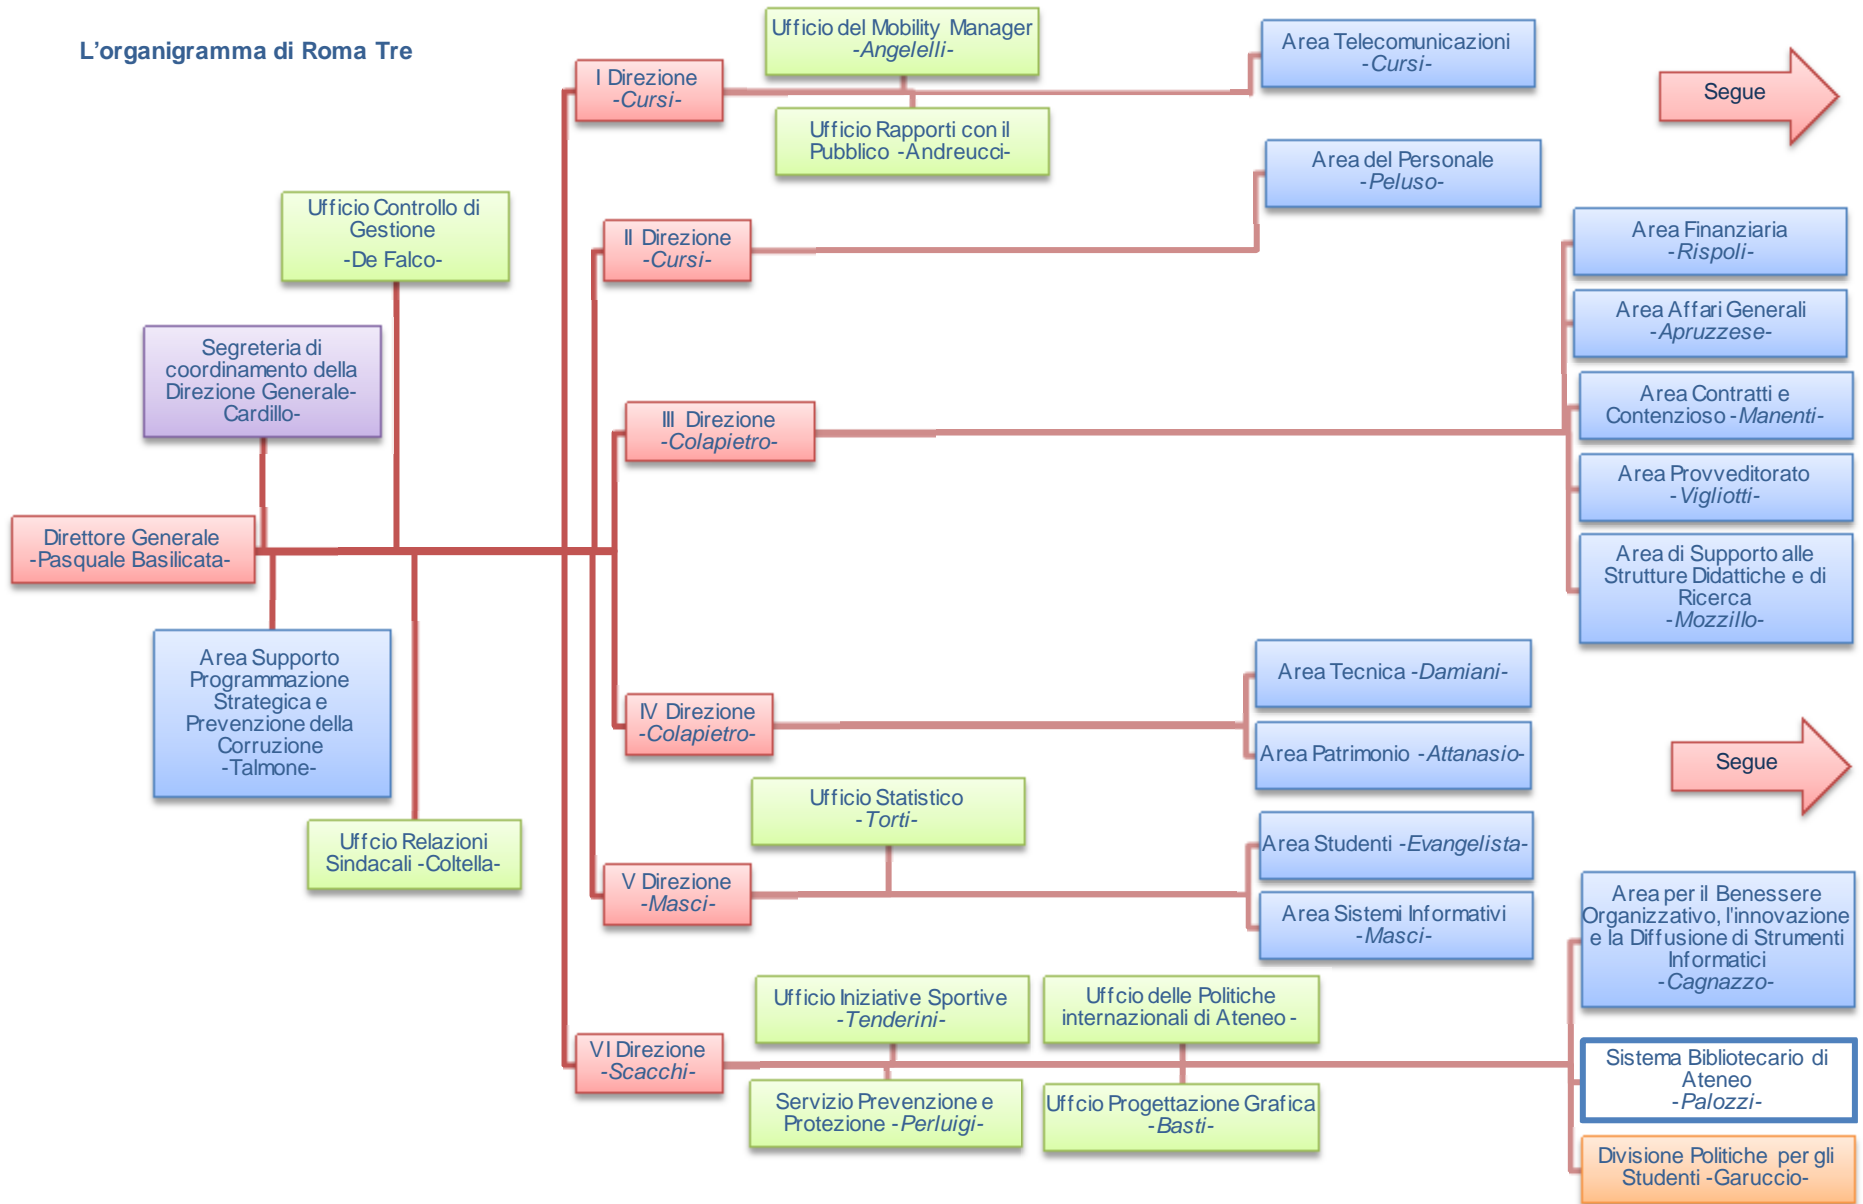 L'organigramma di Roma Tre
Ufficio del Mobility Manager
-Angelelli-
Area Telecomunicazioni
-Cursi-
Segue
I Direzione
-Cursi-
Ufficio Rapporti con il
Pubblico -Andreucci-
Area del Personale
-Peluso-
Ufficio Controllo di
Gestione
-De Falco-
II Direzione
-Cursi-
Area Finanziaria
-Rispoli-
Area Affari Generali
-Apruzzese-
Segreteria di
coordinamento della
Direzione Generale-
Cardillo-
III Direzione
-Colapietro-
Area Contratti e
Contenzioso -Manenti-
Area Provveditorato
-Vigliotti-
Direttore Generale
-Pasquale Basilicata-
Area di Supporto alle
Strutture Didattiche e di
Ricerca
-Mozzillo-
Area Supporto
Programmazione
Strategica e
Prevenzione della
Corruzione
-Talmone-
Area Tecnica -Damiani-
IV Direzione
-Colapietro-
Area Patrimonio -Attanasio-
Segue
Uffcio Relazioni
Sindacali -Coltella-
Ufficio Statistico
-Torti-
Area Studenti -Evangelista-
V Direzione
-Masci-
Area Sistemi Informativi
-Masci-
Area per il Benessere
Organizzativo, l'innovazione
e la Diffusione di Strumenti
Informatici
-Cagnazzo-
Ufficio Iniziative Sportive
-Tenderini-
Uffcio delle Politiche
internazionali di Ateneo -
VI Direzione
-Scacchi-
Sistema Bibliotecario di
Ateneo
-Palozzi-
Servizio Prevenzione e
Protezione -Perluigi-
Uffcio Progettazione Grafica
-Basti-
Divisione Politiche per gli
Studenti -Garuccio-